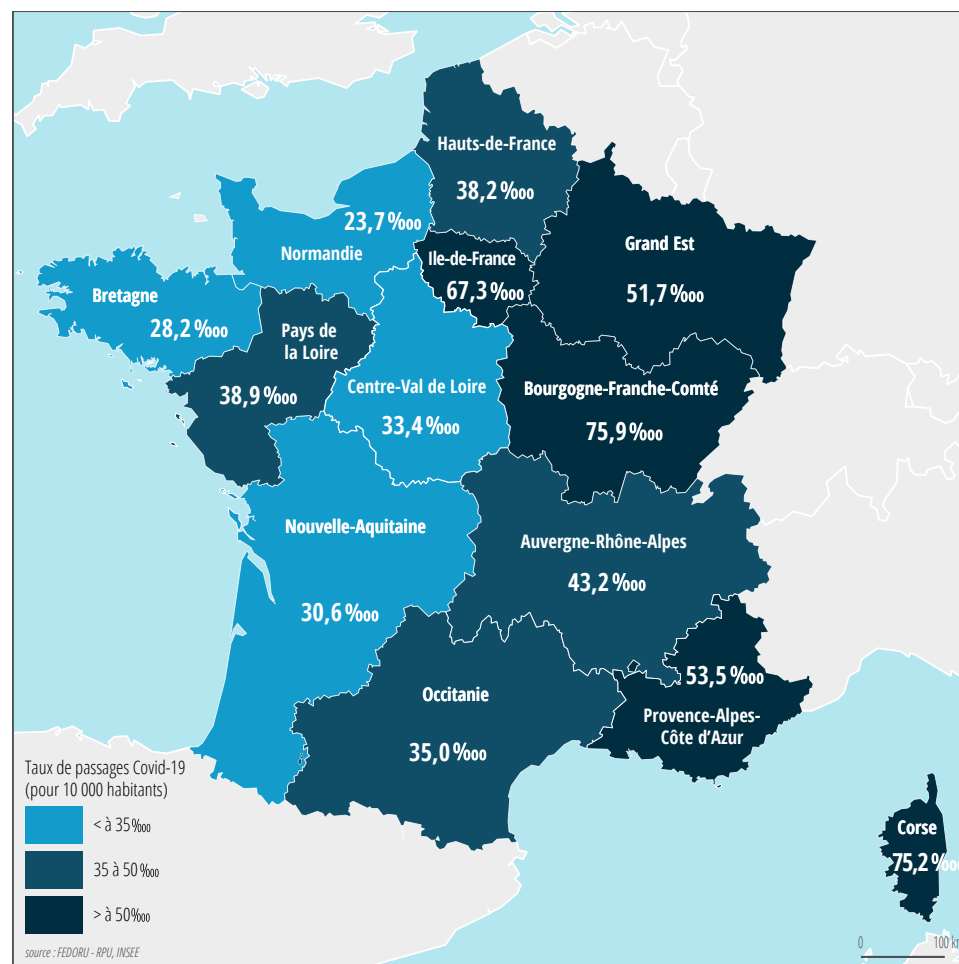 Hauts-de-France
38,2 ‱
23,7 ‱
Normandie
Ile-de-France
67,3 ‱
Grand Est
51,7 ‱
Bretagne
28,2 ‱
Pays de
la Loire
38,9 ‱
Centre-Val de Loire
33,4 ‱
Bourgogne-Franche-Comté
75,9 ‱
Nouvelle-Aquitaine
30,6 ‱
Auvergne-Rhône-Alpes
43,2 ‱
53,5 ‱
Provence-Alpes-
Côte d’Azur
Occitanie
35,0 ‱
Corse
75,2 ‱
Taux de passages Covid-19
(pour 10 000 habitants)
< à 35‱
35 à 50 ‱
> à 50‱
source : FEDORU - RPU, INSEE
0 100 km